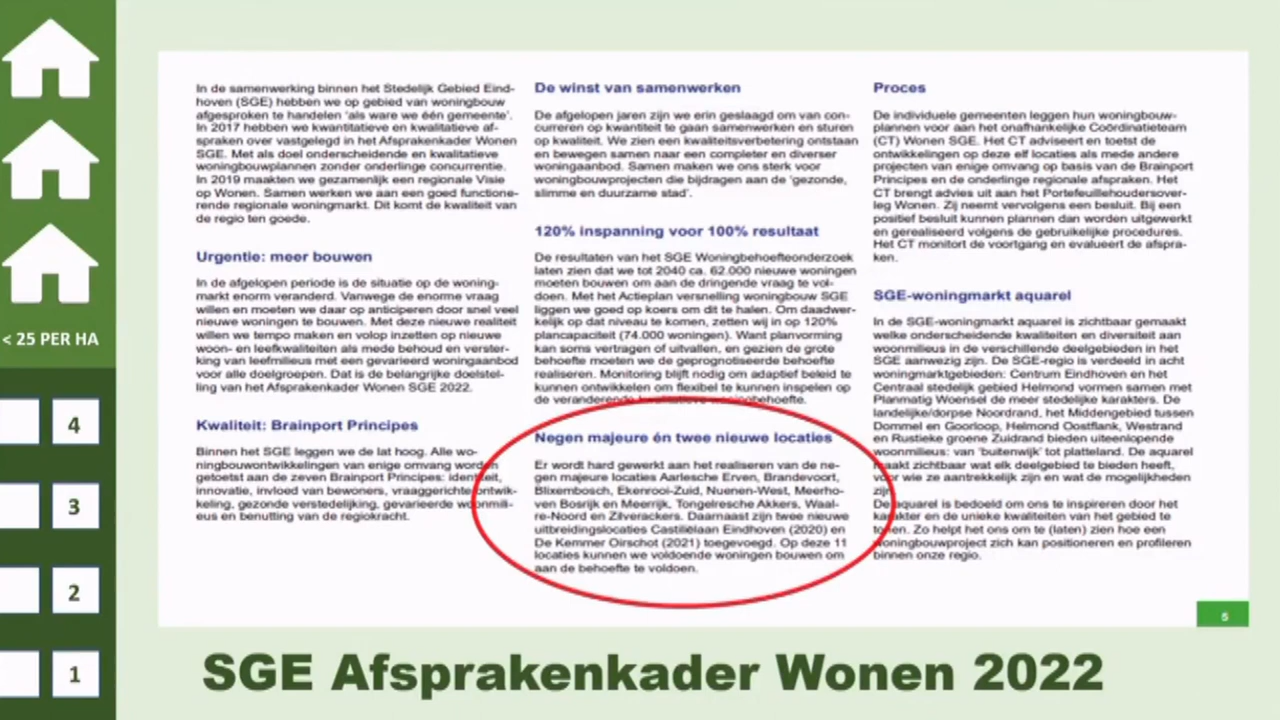 < 25 PER HA
4
3
2
1
In de samenwerking binnen het Stedelijk Gebied Eind-
hoven (SGE) hebben we op gebied van woningbouw
afgesproken te handelen ‘als ware we één gemeente’.
In 2017 hebben we kwantitatieve en kwalitatieve af-
spraken over vastgelegd in het Afsprakenkader Wonen
SGE. Met als doel onderscheidende en kwalitatieve
woningbouwplannen zonder onderlinge concurrentie.
In 2019 maakten we gezamenlijk een regionale Visie
op Wonen. Samen werken we aan een goed functione-
rende regionale woningmarkt. Dit komt de kwaliteit van
de regio ten goede.
Urgentie: meer bouwen
In de afgelopen periode is de situatie op de woning-
markt enorm veranderd. Vanwege de enorme vraag
willen en moeten we daar op anticiperen door snel veel
nieuwe woningen te bouwen. Met deze nieuwe realiteit
willen we tempo maken en volop inzetten op nieuwe
woon- en leefkwaliteiten als mede behoud en verster-
king van leefmilieus met een gevarieerd woningaanbod
voor alle doelgroepen. Dat is de belangrijke doelstel-
ling van het Afsprakenkader Wonen SGE 2022.
Kwaliteit: Brainport Principes
Binnen het SGE leggen we de lat hoog. Alle wo-
ningbouwontwikkelingen van enige omvang worden
getoetst aan de zeven Brainport Principes: identiteit,
innovatie, invloed van bewoners, vraaggerichte ontwik-
keling, gezonde verstedelijking, gevarieerde woonmili-
eus en benutting van de regiokracht.
De winst van samenwerken
De afgelopen jaren zijn we erin geslaagd om van con-
curreren op kwantiteit te gaan samenwerken en sturen
op kwaliteit. We zien een kwaliteitsverbetering ontstaan
en bewegen samen naar een completer en diverser
woningaanbod. Samen maken we ons sterk voor
woningbouwprojecten die bijdragen aan de ‘gezonde,
slimme en duurzame stad’.
120% inspanning voor 100% resultaat
De resultaten van het SGE Woningbehoefteonderzoek
laten zien dat we tot 2040 ca. 62.000 nieuwe woningen
moeten bouwen om aan de dringende vraag te vol-
doen. Met het Actieplan versnelling woningbouw SGE
liggen we goed op koers om dit te halen. Om daadwer-
kelijk op dat niveau te komen, zetten wij in op 120%
plancapaciteit (74.000 woningen). Want planvorming
kan soms vertragen of uitvallen, en gezien de grote
behoefte moeten we de geprognotiseerde behoefte
realiseren. Monitoring blijft nodig om adaptief beleid te
kunnen ontwikkelen om flexibel te kunnen inspelen op
de veranderende kwalitatieve woningbehoefte.
Negen majeure én twee nieuwe locaties
Er wordt hard gewerkt aan het realiseren van de ne-
gen majeure locaties Aarlesche Erven, Brandevoort,
Blixembosch, Ekenrooi-Zuid, Nuenen-West, Meerho-
ven Bosrijk en Meerrijk, Tongelresche Akkers, Waal-
re-Noord en Zilverackers. Daarnaast zijn twee nieuwe
uitbreidingslocaties Castiliëlaan Eindhoven (2020) en
De Kemmer Oirschot (2021) toegevoegd. Op deze 11
locaties kunnen we voldoende woningen bouwen om
aan de behoefte te voldoen.
Proces
De individuele gemeenten leggen hun woningbouw-
plannen voor aan het onafhankelijke Coördinatieteam
(CT) Wonen SGE. Het CT adviseert en toetst de
ontwikkelingen op deze elf locaties als mede andere
projecten van enige omvang op basis van de Brainport
Principes en de onderlinge regionale afspraken. Het
CT brengt advies uit aan het Portefeuillehoudersover-
leg Wonen. Zij neemt vervolgens een besluit. Bij een
positief besluit kunnen plannen dan worden uitgewerkt
en gerealiseerd volgens de gebruikelijke procedures.
Het CT monitort de voortgang en evalueert de afspra-
ken.
SGE-woningmarkt aquarel
In de SGE-woningmarkt aquarel is zichtbaar gemaakt
welke onderscheidende kwaliteiten en diversiteit aan
woonmilieus in de verschillende deelgebieden in het
SGE aanwezig zijn. De SGE-regio is verdeeld in acht
woningmarktgebieden: Centrum Eindhoven en het
Centraal stedelijk gebied Helmond vormen samen met
Planmatig Woensel de meer stedelijke karakters. De
landelijke/dorpse Noordrand, het Middengebied tussen
Dommel en Goorloop, Helmond Oostflank, Westrand
en Rustieke groene Zuidrand bieden uiteenlopende
woonmilieus: van ‘buitenwijk’ tot platteland. De aquarel
maakt zichtbaar wat elk deelgebied te bieden heeft,
voor wie ze aantrekkelijk zijn en wat de mogelijkheden
zijn.
De aquarel is bedoeld om ons te inspireren door het
karakter en de unieke kwaliteiten van het gebied te
tonen. Zo helpt het ons om te (laten) zien hoe een
woningbouwproject zich kan positioneren en profileren
binnen onze regio.
5
SGE Afsprakenkader Wonen 2022